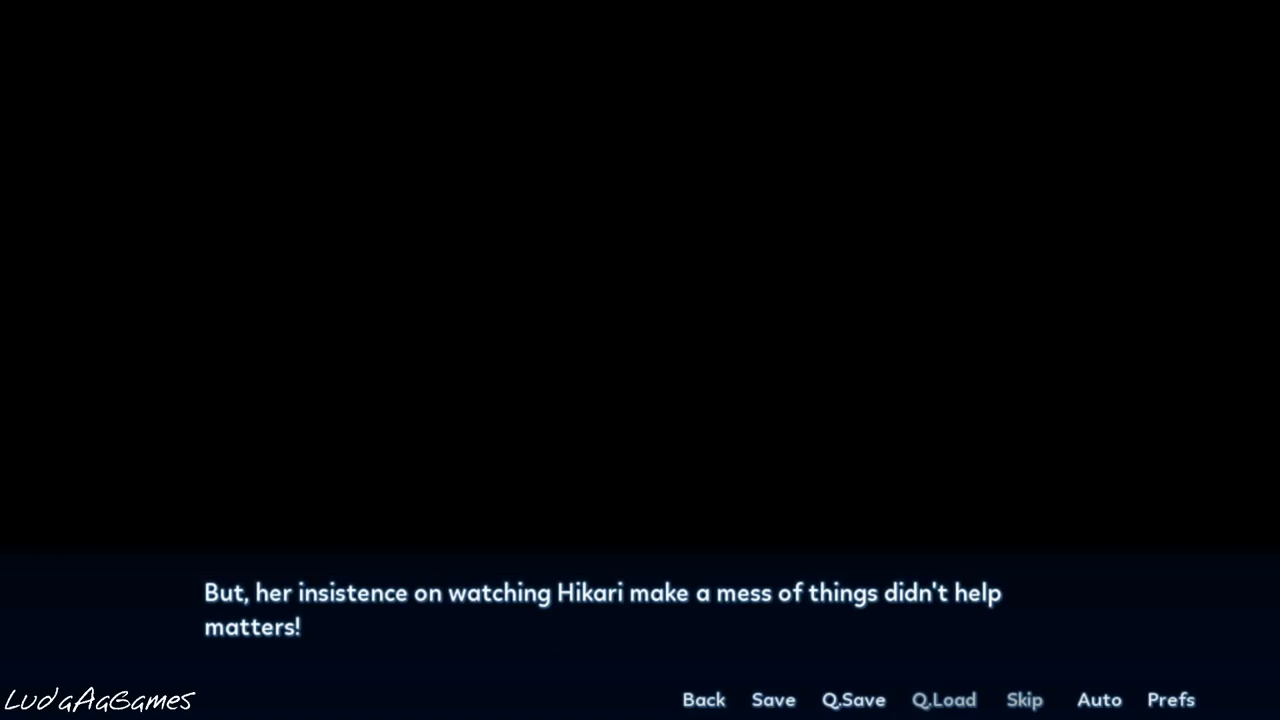 But, her insistence on watching Hikari make a mess of things didn't help
matters!
LudaAaGames
Back Save Q.Save Q.Load Skip Auto Prefs